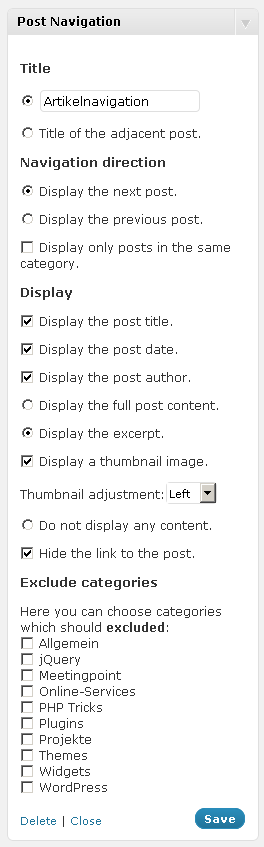 Post Navigation
Title
Artikelnavigation
Title of the adjacent post.
Navigation direction
Display the next post.
Display the previous post.
Display only posts in the same
category.
Display
Display the post title.
Display the post date.
Display the post author.
Display the full post content.
Display the excerpt.
Display a thumbnail image.
Thumbnail adjustment: Left
Do not display any content.
Hide the link to the post.
Exclude categories
Here you can choose categories
which should excluded:
Allgemein
jQuery
Meetingpoint
Online-Services
PHP Tricks
Plugins
Projekte
Themes
Widgets
WordPress
Delete | Close Save